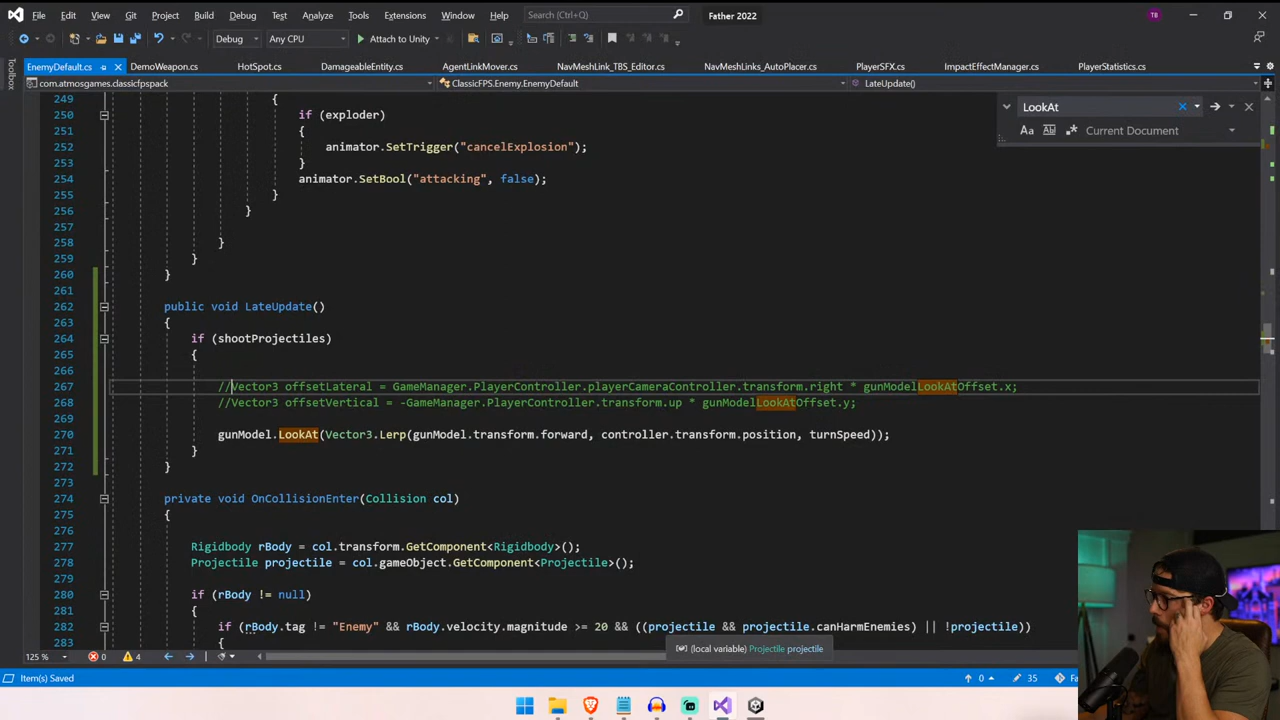 File Edit View Git Project Build Debug Test Analyze Tools Extensions Window Help Search (Ctrl+Q) Father 2022 TB
Debug Any CPU Attach to Unity
EnemyDefault.cs DemoWeapon.cs HotSpot.cs DamageableEntity.cs AgentLinkMover.cs NavMeshLink_TBS_Editor.cs NavMeshLinks_AutoPlacer.cs PlayerSFX.cs ImpactEffectManager.cs PlayerStatistics.cs
Toolbox
com.atmosgames.classicfpspack ClassicFPS.Enemy.EnemyDefault LateUpdate()
LookAt
Aa Current Document
249 {
250 if (exploder)
251 {
252 animator.SetTrigger("cancelExplosion");
253 }
254 animator.SetBool("attacking", false);
255 }
256 }
257
258 }
259 }
260 }
261
262 public void LateUpdate()
263 {
264 if (shootProjectiles)
265 {
266
267 //Vector3 offsetLateral = GameManager.PlayerController.playerCameraController.transform.right * gunModelLookAtOffset.x;
268 //Vector3 offsetVertical = -GameManager.PlayerController.transform.up * gunModelLookAtOffset.y;
269
270 gunModel.LookAt(Vector3.Lerp(gunModel.transform.forward, controller.transform.position, turnSpeed));
271 }
272 }
273
274 private void OnCollisionEnter(Collision col)
275 {
276
277 Rigidbody rBody = col.transform.GetComponent<Rigidbody>();
278 Projectile projectile = col.gameObject.GetComponent<Projectile>();
279
280 if (rBody != null)
281 {
282 if (rBody.tag != "Enemy" && rBody.velocity.magnitude >= 20 && ((projectile && projectile.canHarmEnemies) || !projectile))
283 {
(local variable) Projectile projectile
125 % 0 4
Item(s) Saved 0 35 Fa